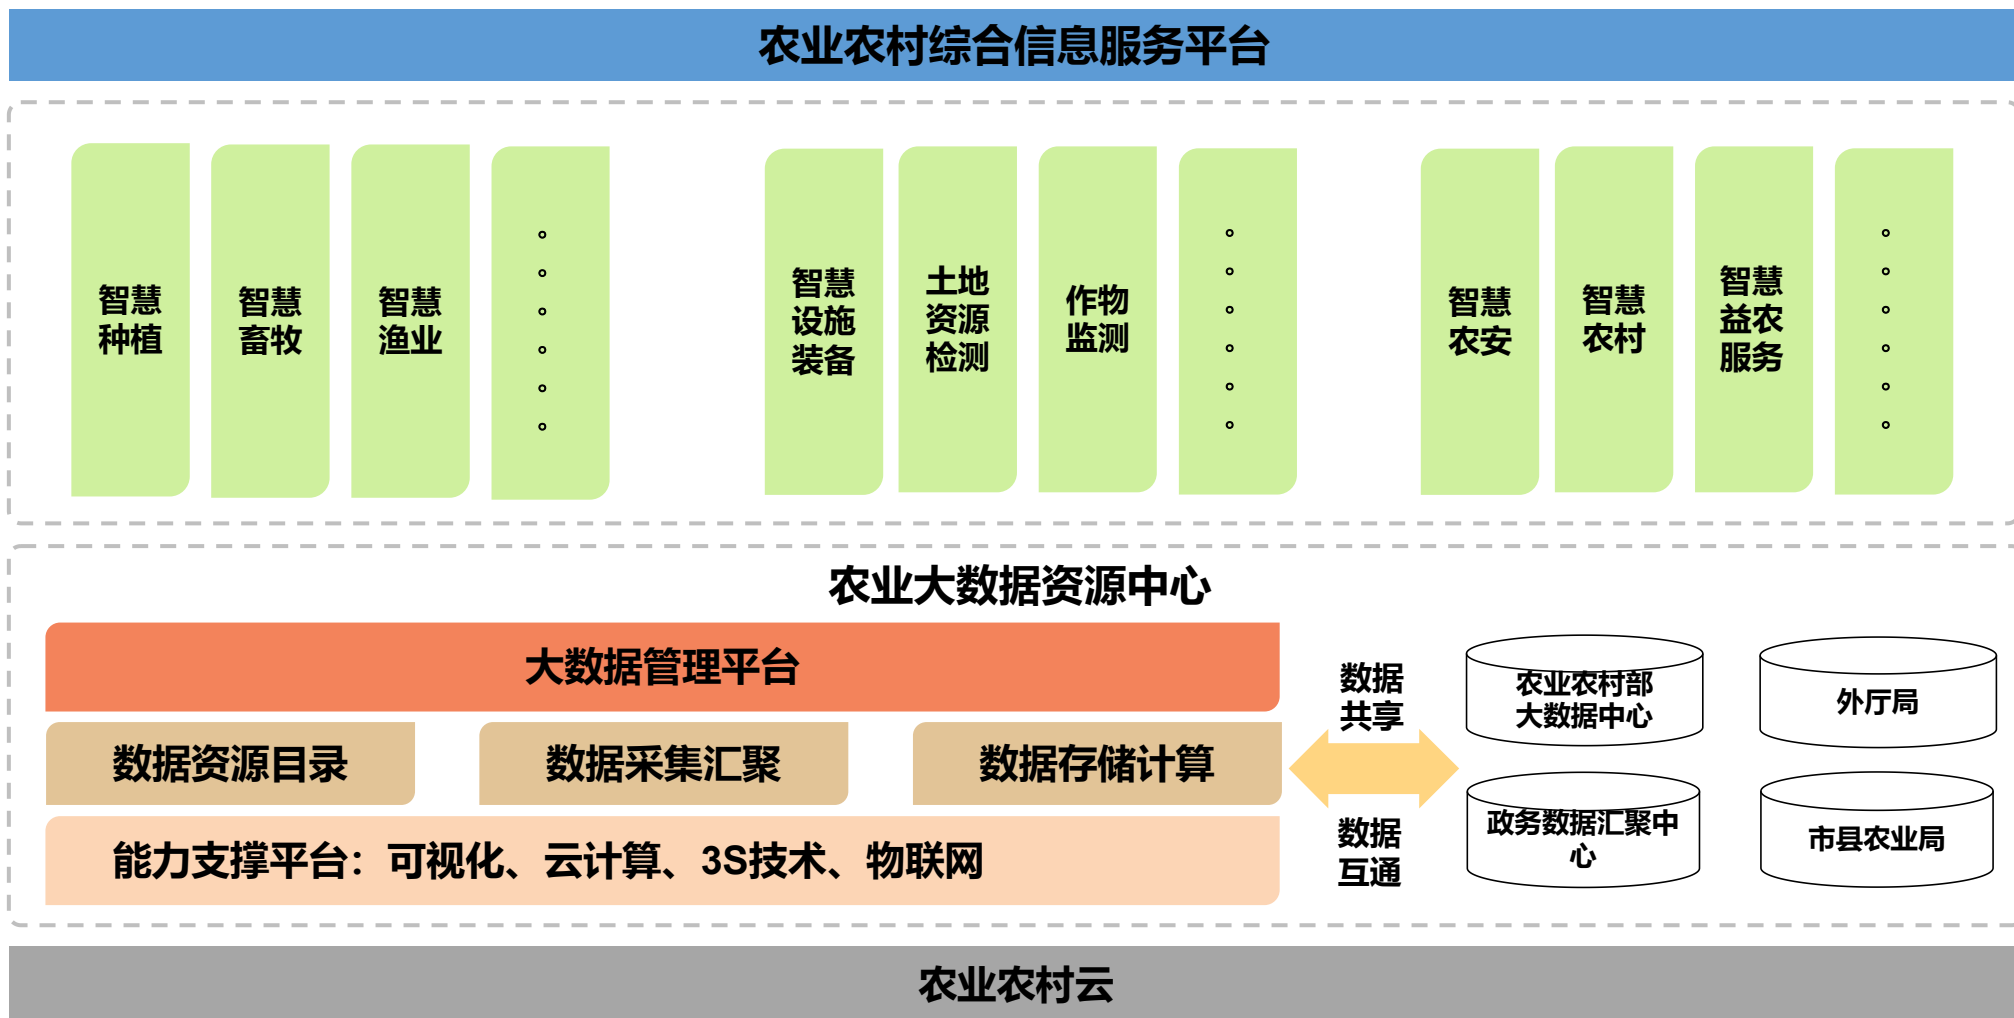 农业农村综合信息服务平台
智慧
种植
智慧
畜牧
智慧
渔业
。
。
。
。
。
。
智慧
设施
装备
土地
资源
检测
作物
监测
。
。
。
。
。
。
智慧
农安
智慧
农村
智慧
益农
服务
。
。
。
。
。
。
农业大数据资源中心
大数据管理平台
数据资源目录
数据采集汇聚
数据存储计算
能力支撑平台：可视化、云计算、3S技术、物联网
数据
共享
数据
互通
农业农村部
大数据中心
外厅局
政务数据汇聚中
心
市县农业局
农业农村云